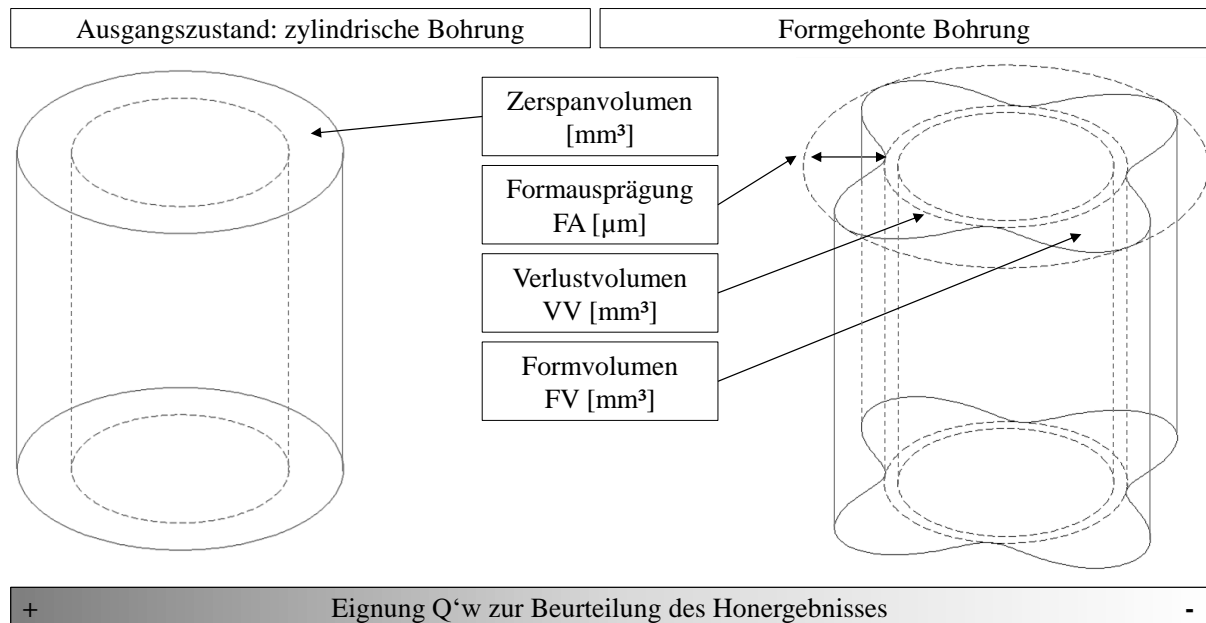 Ausgangszustand: zylindrische Bohrung
Formgehonte Bohrung
Zerspanvolumen
[mm³]
Formausprägung
FA [µm]
Verlustvolumen
VV [mm³]
Formvolumen
FV [mm³]
+ Eignung Q‘w zur Beurteilung des Honergebnisses -